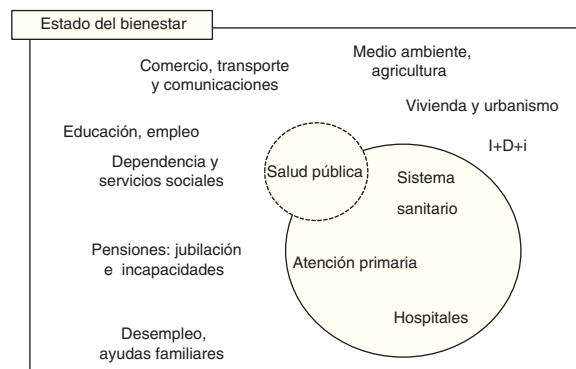 Estado del bienestar
Comercio, transporte
y comunicaciones
Medio ambiente,
agricultura
Vivienda y urbanismo
Educación, empleo
I+D+i
Dependencia y
servicios sociales
Salud pública
Sistema
sanitario
Pensiones: jubilación
e incapacidades
Atención primaria
Hospitales
Desempleo,
ayudas familiares